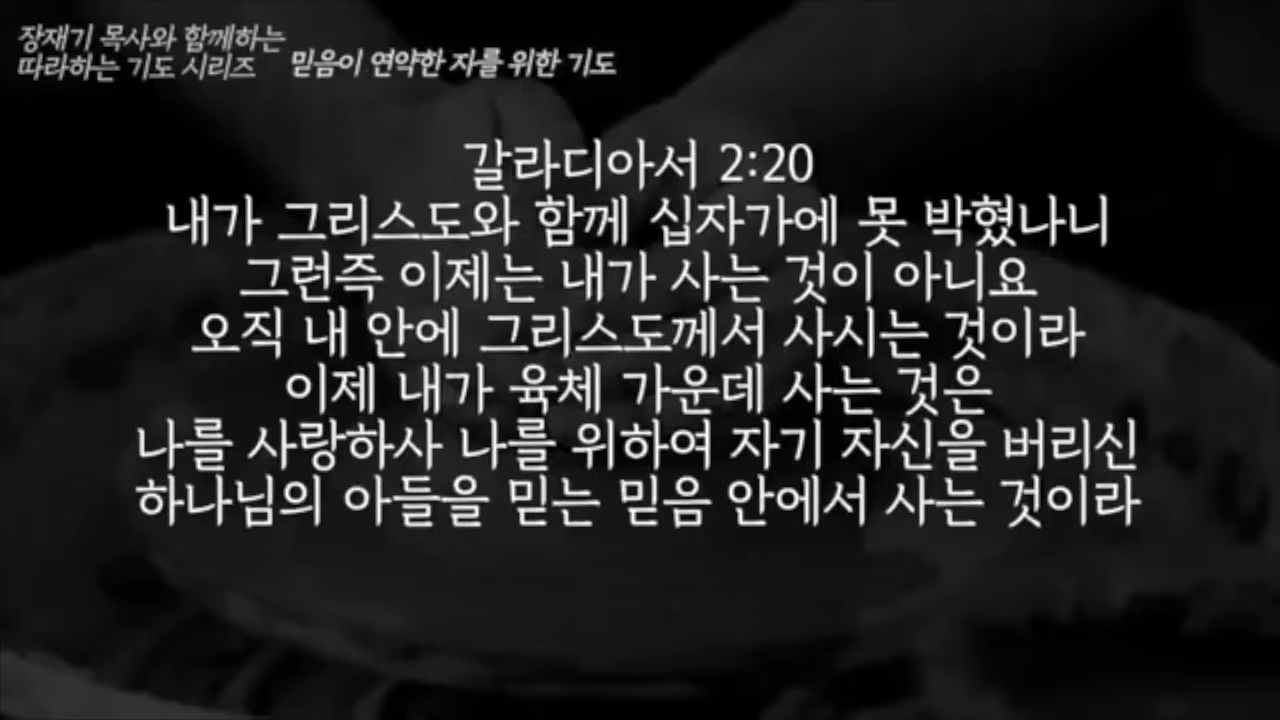 장재기 목사와 함께하는
따라하는 기도 시리즈 믿음이 연약한 자를 위한 기도
갈라디아서 2:20
내가 그리스도와 함께 십자가에 못 박혔나니
그런즉 이제는 내가 사는 것이 아니요
오직 내 안에 그리스도께서 사시는 것이라
이제 내가 육체 가운데 사는 것은
나를 사랑하사 나를 위하여 자기 자신을 버리신
하나님의 아들을 믿는 믿음 안에서 사는 것이라